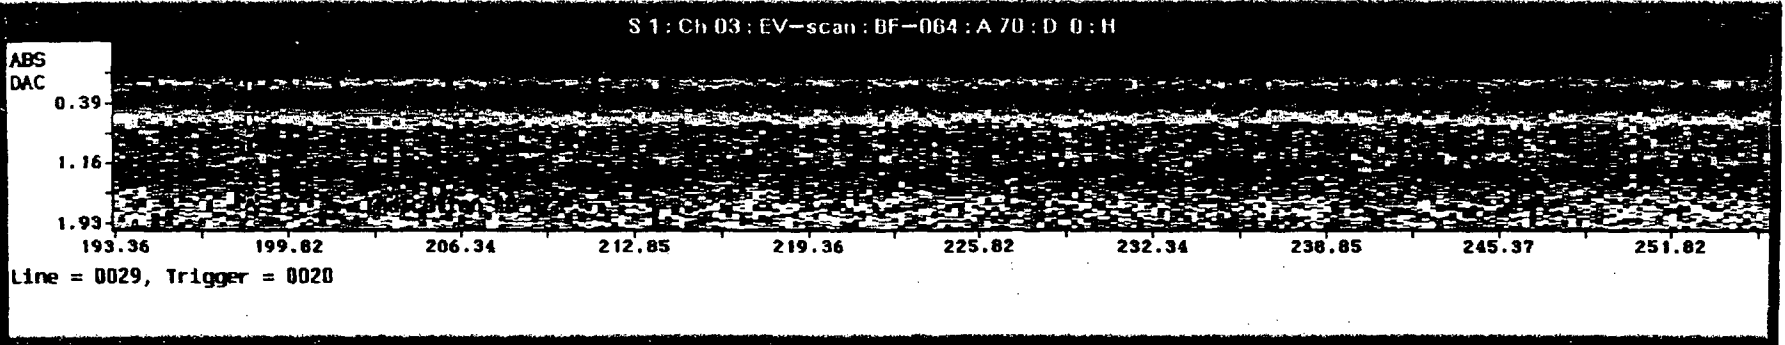 S 1 : Ch 03 : EV-scan : BF-064 : A 70 : D 0 : H
ABS
DAC
0.39
1.16
1.93
193.36 199.82 206.34 212.85 219.36 225.82 232.34 238.85 245.37 251.82
Line = 0029, Trigger = 0020